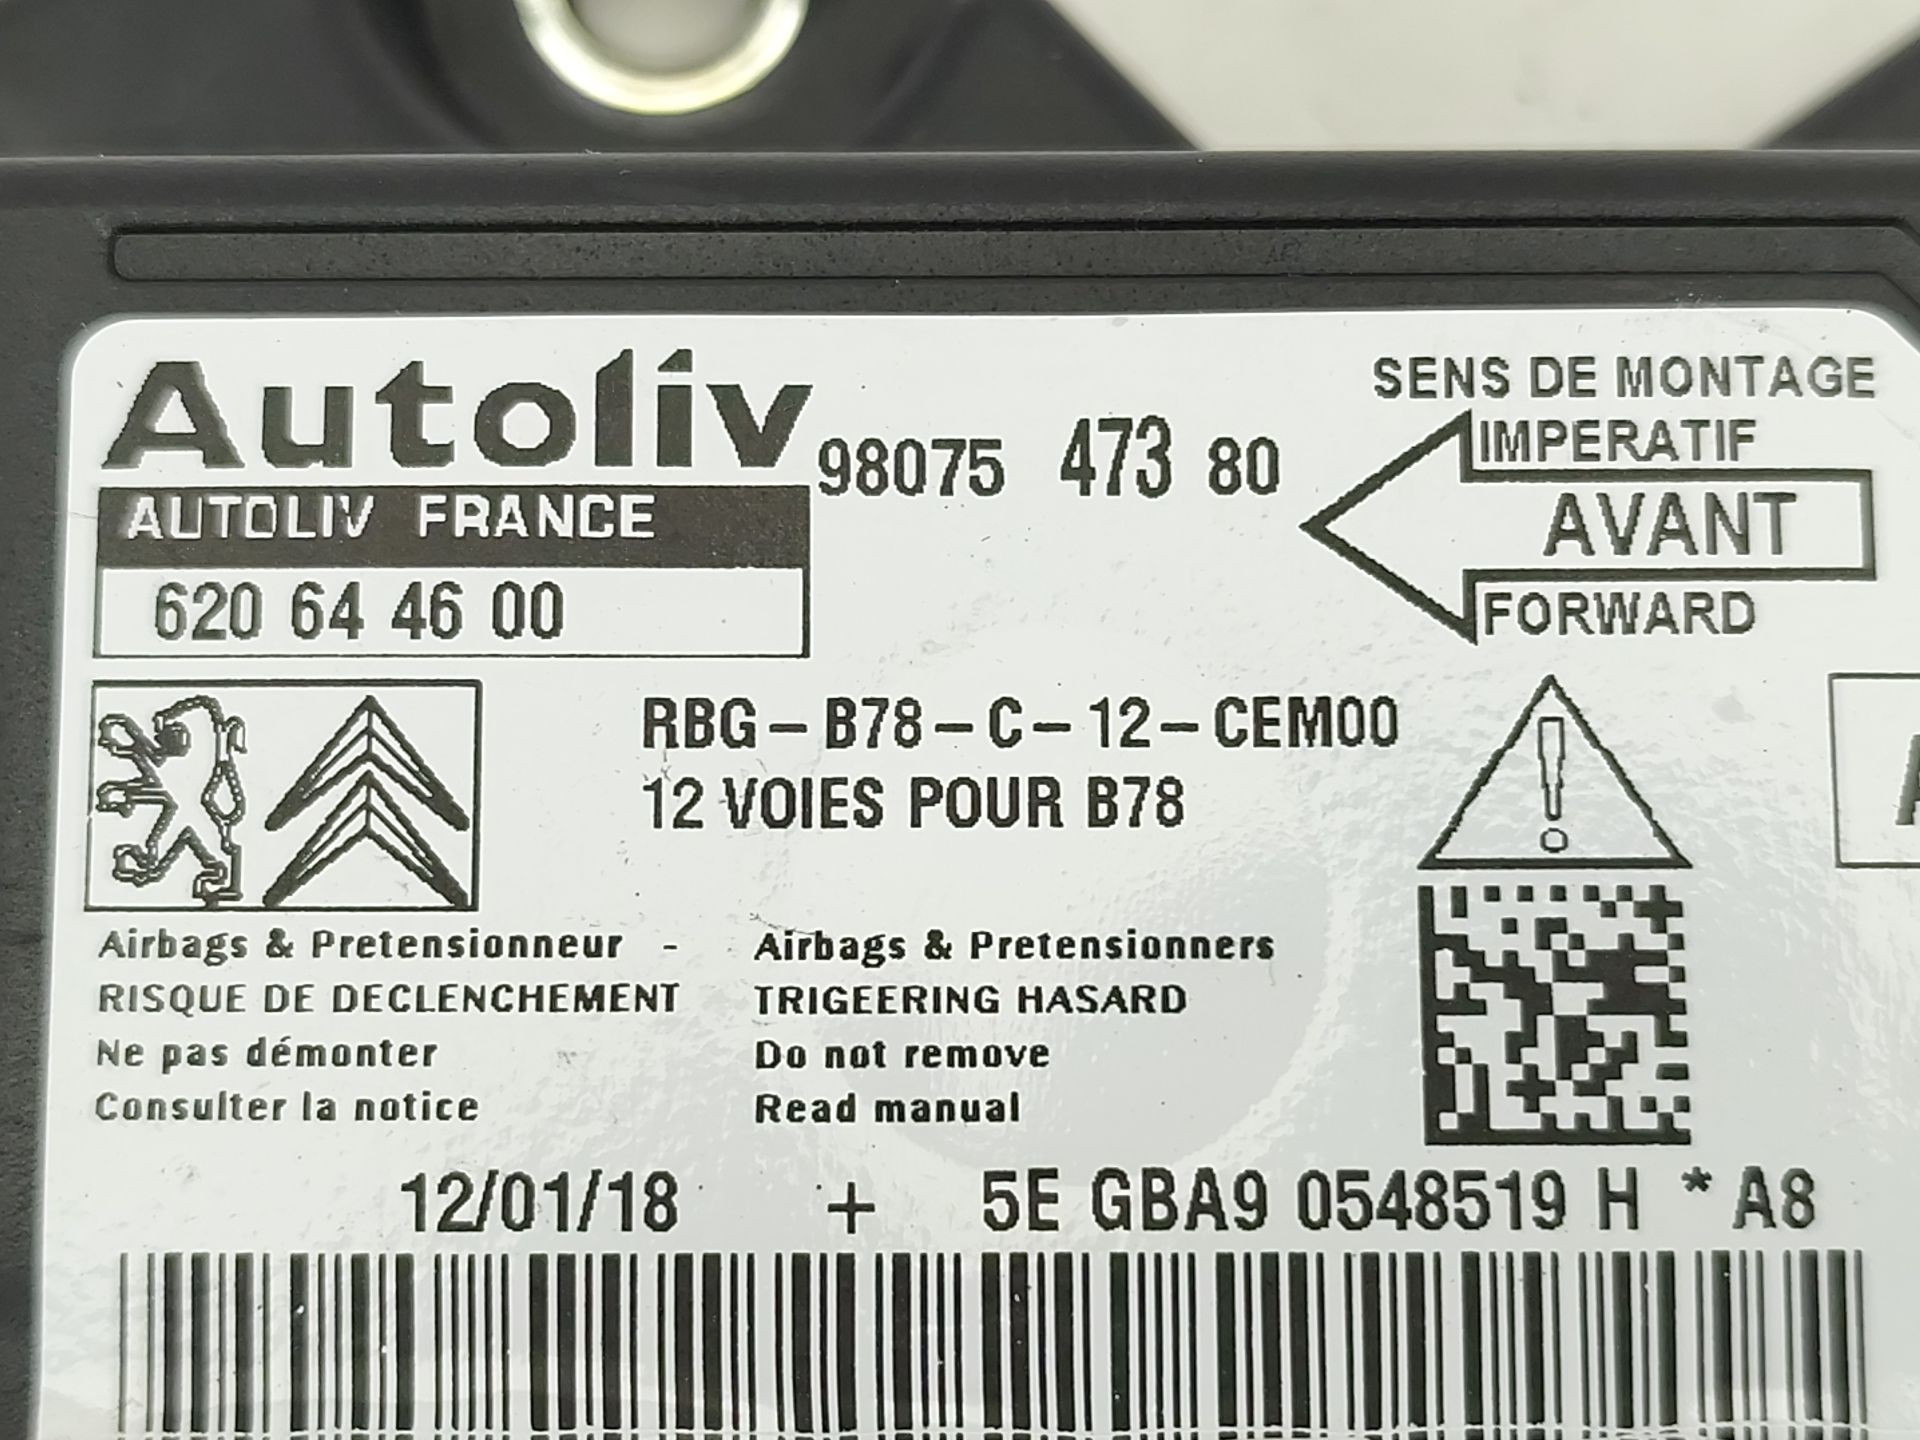 Autoliv
98075 473 80
SENS DE MONTAGE
IMPERATIF
AVANT
FORWARD
AUTOLIV FRANCE
620 64 46 00
RBG-B78-C-12-CEM00
12 VOIES POUR B78
Airbags & Pretensionneur -
RISQUE DE DECLENCHEMENT
Ne pas démonter
Consulter la notice
Airbags & Pretensionners
TRIGEERING HASARD
Do not remove
Read manual
12/01/18 + 5E GBA9 0548519 H *A8